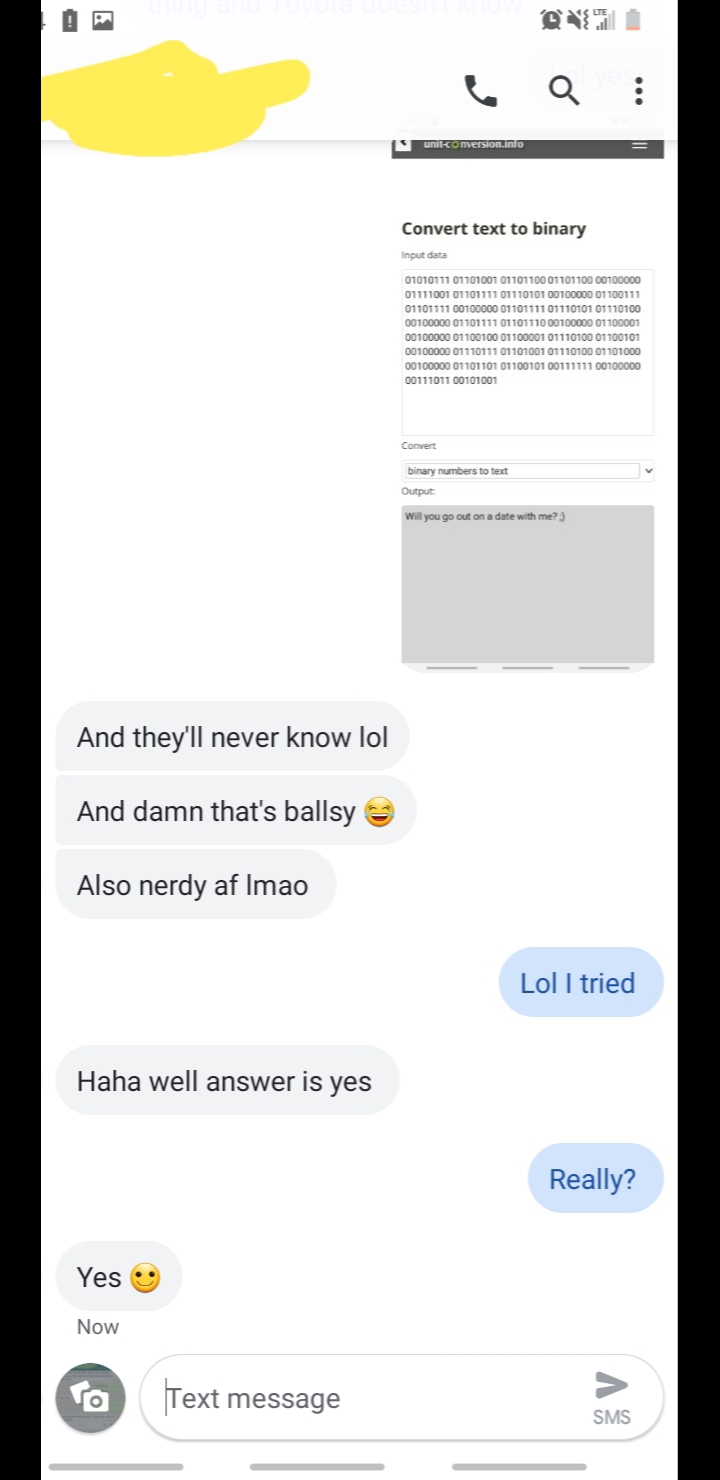 thing and Toyota doesn't know
LTE
Lol yes
unit-conversion.info
Convert text to binary
Input data
01010111 01101001 01101100 01101100 00100000
01111001 01101111 01110101 00100000 01100111
01101111 00100000 01101111 01110101 01110100
00100000 01101111 01101110 00100000 01100001
00100000 01100100 01100001 01110100 01100101
00100000 01110111 01101001 01110100 01101000
00100000 01101101 01100101 00111111 00100000
00111011 00101001
Convert
binary numbers to text
Output:
Will you go out on a date with me? ;)
And they'll never know lol
And damn that's ballsy 😂
Also nerdy af lmao
Lol I tried
Haha well answer is yes
Really?
Yes 🙂
Now
Text message
SMS